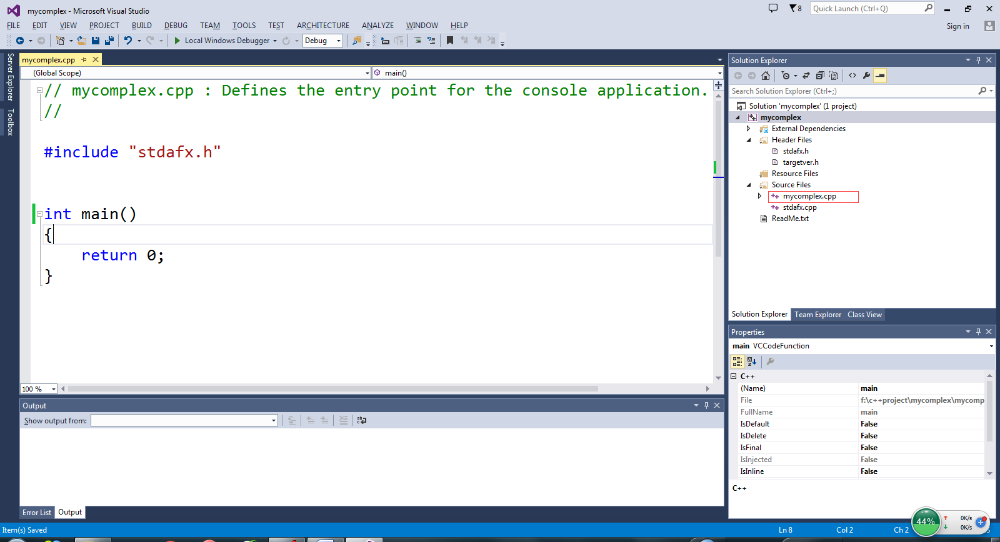 mycomplex - Microsoft Visual Studio
8
Quick Launch (Ctrl+Q)
FILE EDIT VIEW PROJECT BUILD DEBUG TEAM TOOLS TEST ARCHITECTURE ANALYZE WINDOW HELP
Sign in
Local Windows Debugger
Debug
Server Explorer
Toolbox
mycomplex.cpp
(Global Scope)
main()
// mycomplex.cpp : Defines the entry point for the console application.
//
#include "stdafx.h"
int main()
{
return 0;
}
100 %
Output
Show output from:
Error List Output
Solution Explorer
Search Solution Explorer (Ctrl+;)
Solution 'mycomplex' (1 project)
mycomplex
External Dependencies
Header Files
stdafx.h
targetver.h
Resource Files
Source Files
mycomplex.cpp
stdafx.cpp
ReadMe.txt
Solution Explorer Team Explorer Class View
Properties
main VCCodeFunction
C++
(Name) main
File f:\c++project\mycomplex\mycomp
FullName main
IsDefault False
IsDelete False
IsFinal False
IsInjected False
IsInline False
C++
Item(s) Saved
Ln 8
Col 2
Ch 2
44%
0K/s
0K/s